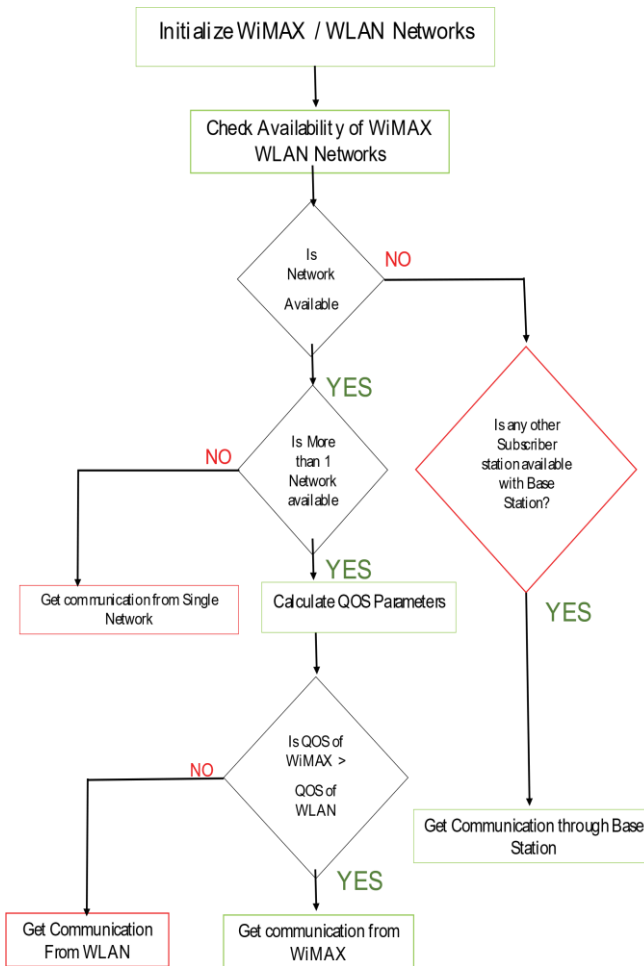 Initialize WiMAX / WLAN Networks
Check Availability of WiMAX
WLAN Networks
Is
Network
Available
NO
YES
Is any other
Subscriber
station available
with Base
Station?
NO
Is More
than 1
Network
available
YES
Get communication from Single
Network
Calculate QOS Parameters
YES
Is QOS of
WiMAX >
QOS of
WLAN
NO
Get Communication through Base
Station
YES
Get Communication
From WLAN
Get communication from
WiMAX